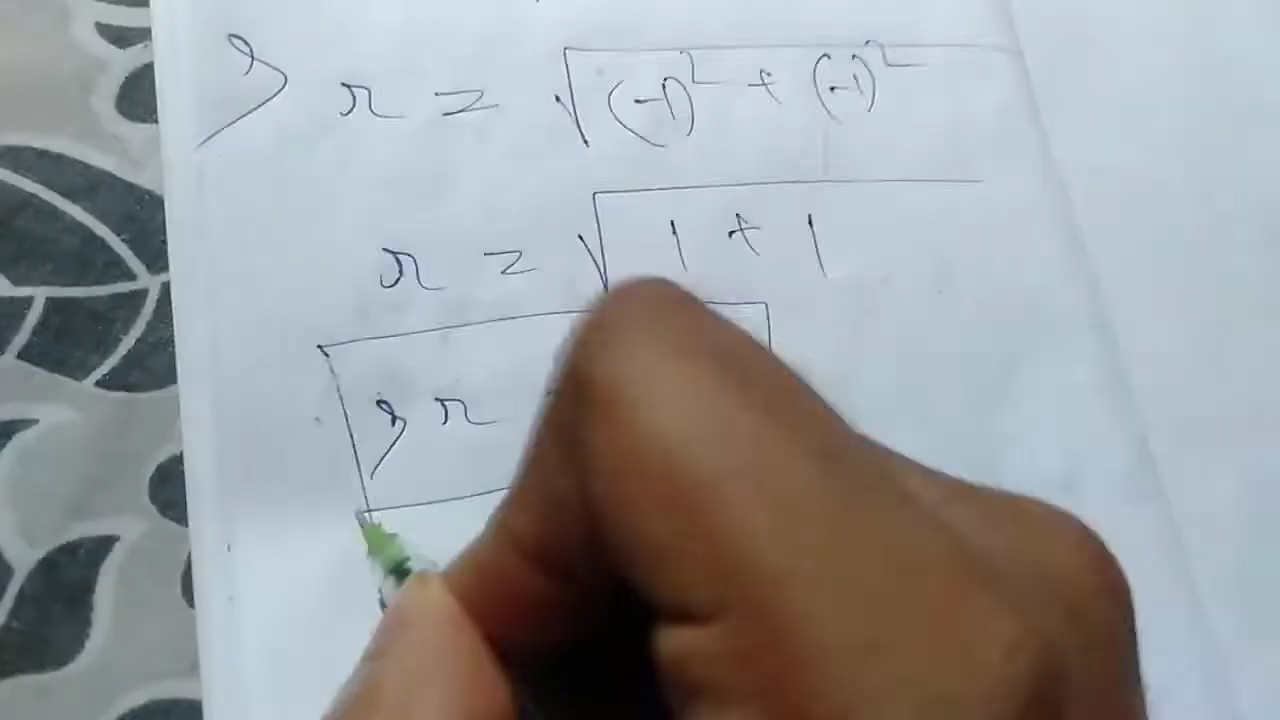 ⇒ r = √((-1)² + (-1)²)
r = √(1 + 1)
⇒ r